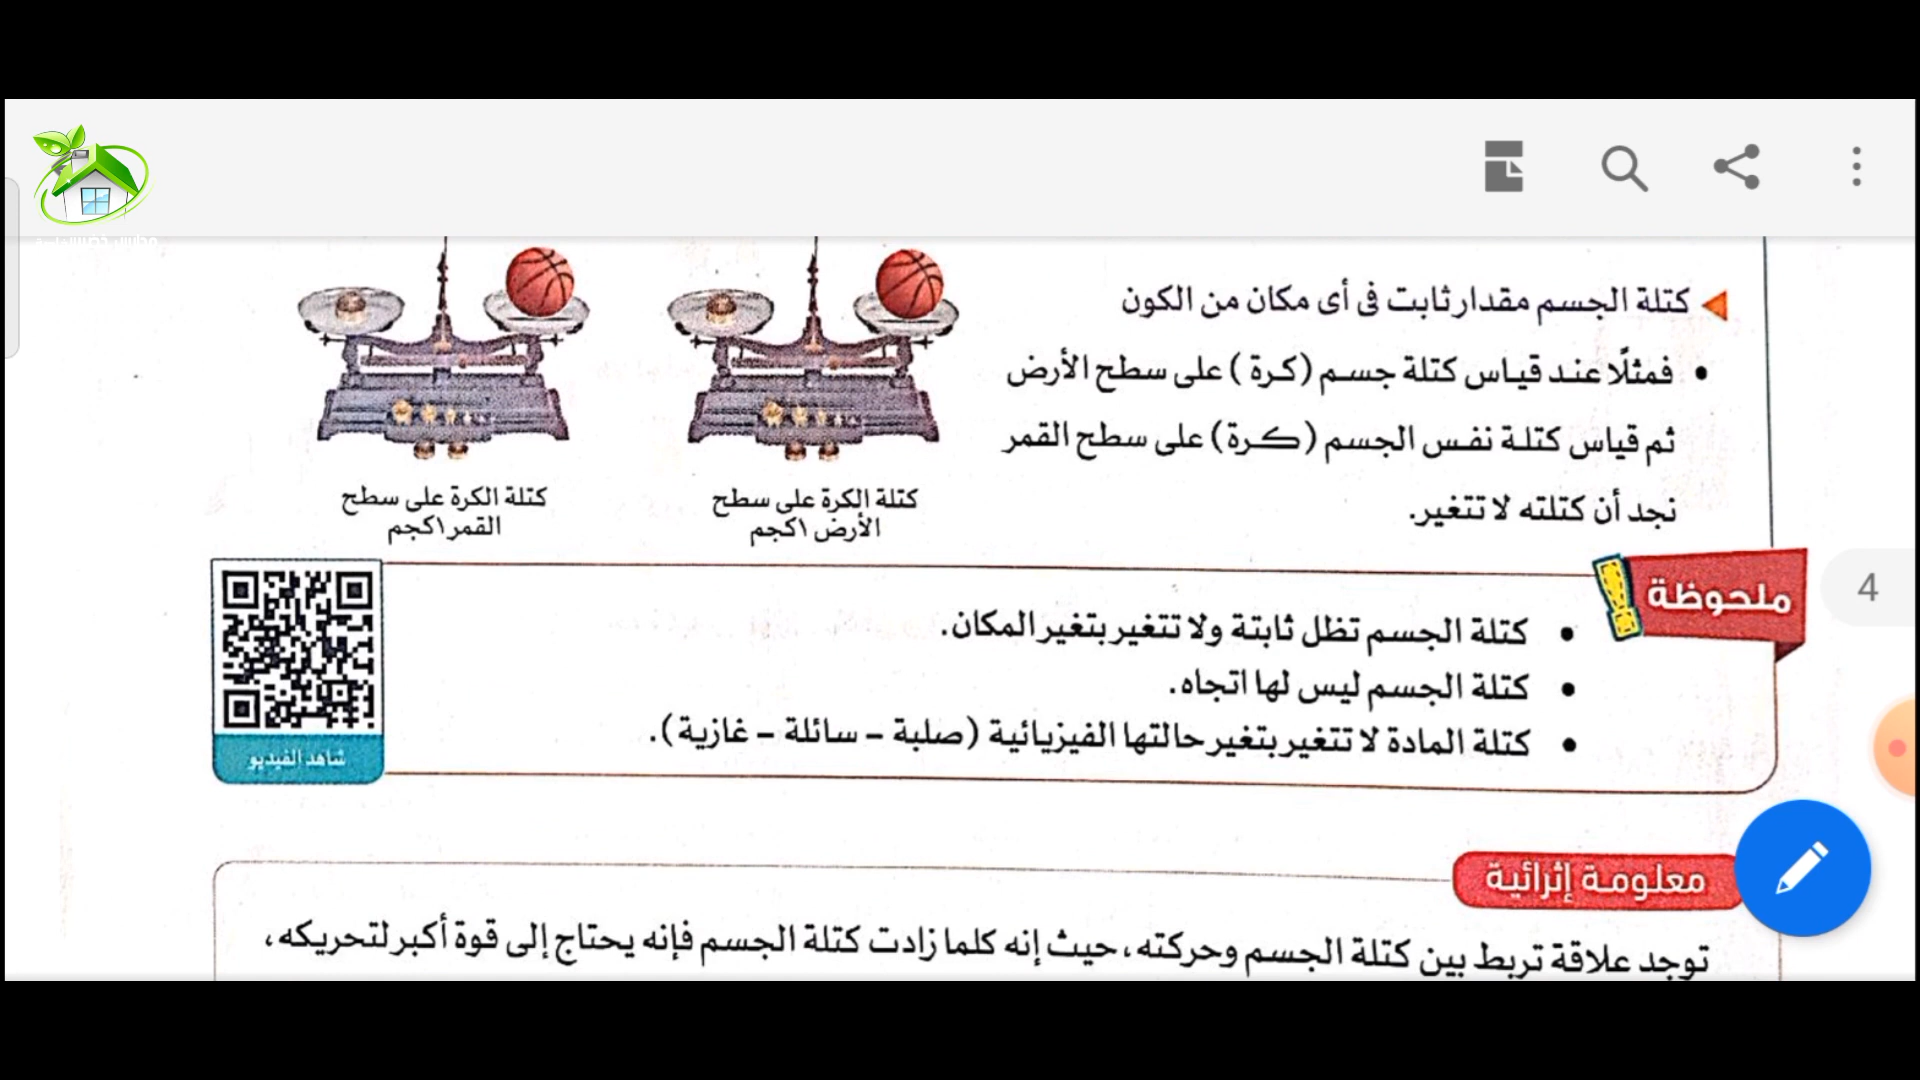 كتلة الجسم مقدار ثابت فى أى مكان من الكون
• فمثلًا عند قياس كتلة جسم (كرة) على سطح الأرض
ثم قياس كتلة نفس الجسم (كرة) على سطح القمر
نجد أن كتلته لا تتغير.
كتلة الكرة على سطح
الأرض ١كجم
كتلة الكرة على سطح
القمر ١كجم
ملحوظة
4
• كتلة الجسم تظل ثابتة ولا تتغير بتغير المكان.
• كتلة الجسم ليس لها اتجاه.
• كتلة المادة لا تتغير بتغير حالتها الفيزيائية (صلبة – سائلة – غازية).
شاهد الفيديو
معلومة إثرائية
توجد علاقة تربط بين كتلة الجسم وحركته، حيث إنه كلما زادت كتلة الجسم فإنه يحتاج إلى قوة أكبر لتحريكه،